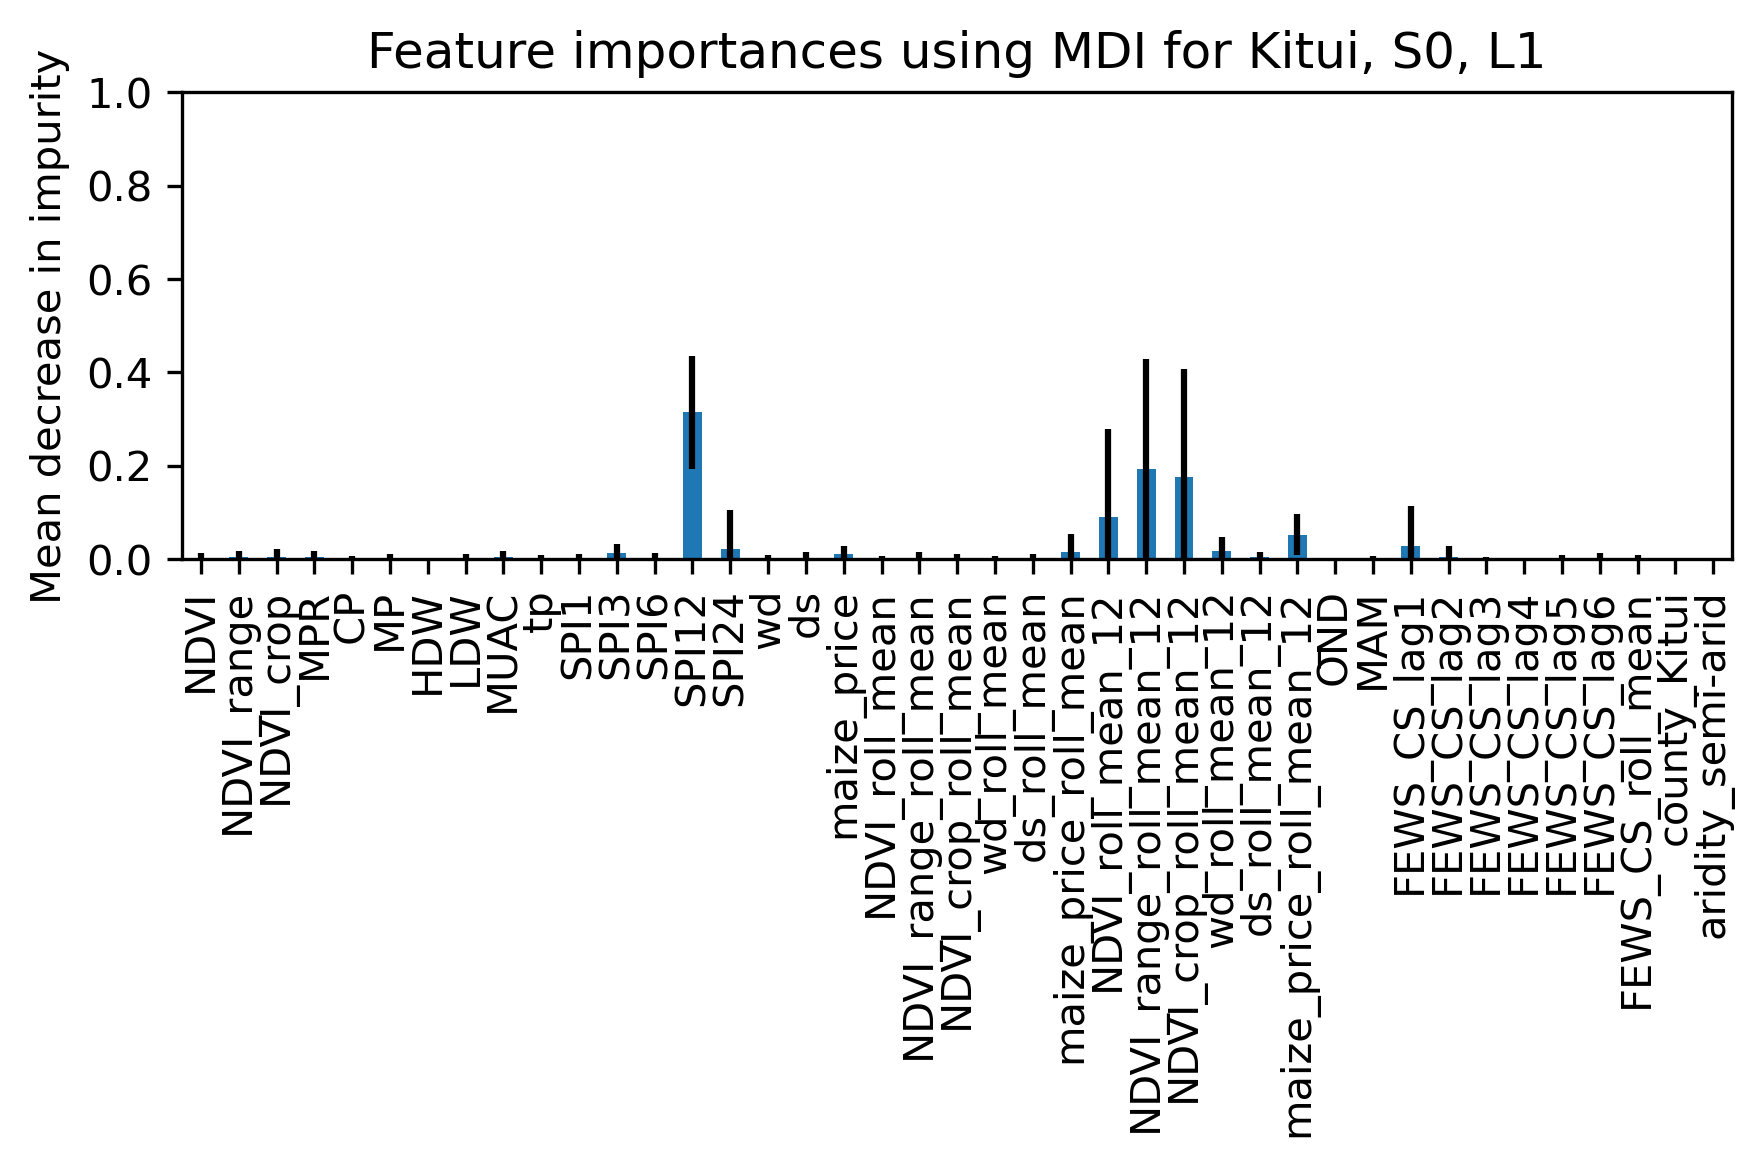 Feature importances using MDI for Kitui, S0, L1
Mean decrease in impurity
1.0
0.8
0.6
0.4
0.2
0.0
NDVI
NDVI_range
NDVI_crop
MPR
CP
MP
HDW
LDW
MUAC
tp
SPI1
SPI3
SPI6
SPI12
SPI24
wd
ds
maize_price
NDVI_roll_mean
NDVI_range_roll_mean
NDVI_crop_roll_mean
wd_roll_mean
ds_roll_mean
maize_price_roll_mean
NDVI_roll_mean_12
NDVI_range_roll_mean_12
NDVI_crop_roll_mean_12
wd_roll_mean_12
ds_roll_mean_12
maize_price_roll_mean_12
OND
MAM
FEWS_CS_lag1
FEWS_CS_lag2
FEWS_CS_lag3
FEWS_CS_lag4
FEWS_CS_lag5
FEWS_CS_lag6
FEWS_CS_roll_mean
county_Kitui
aridity_semi-arid